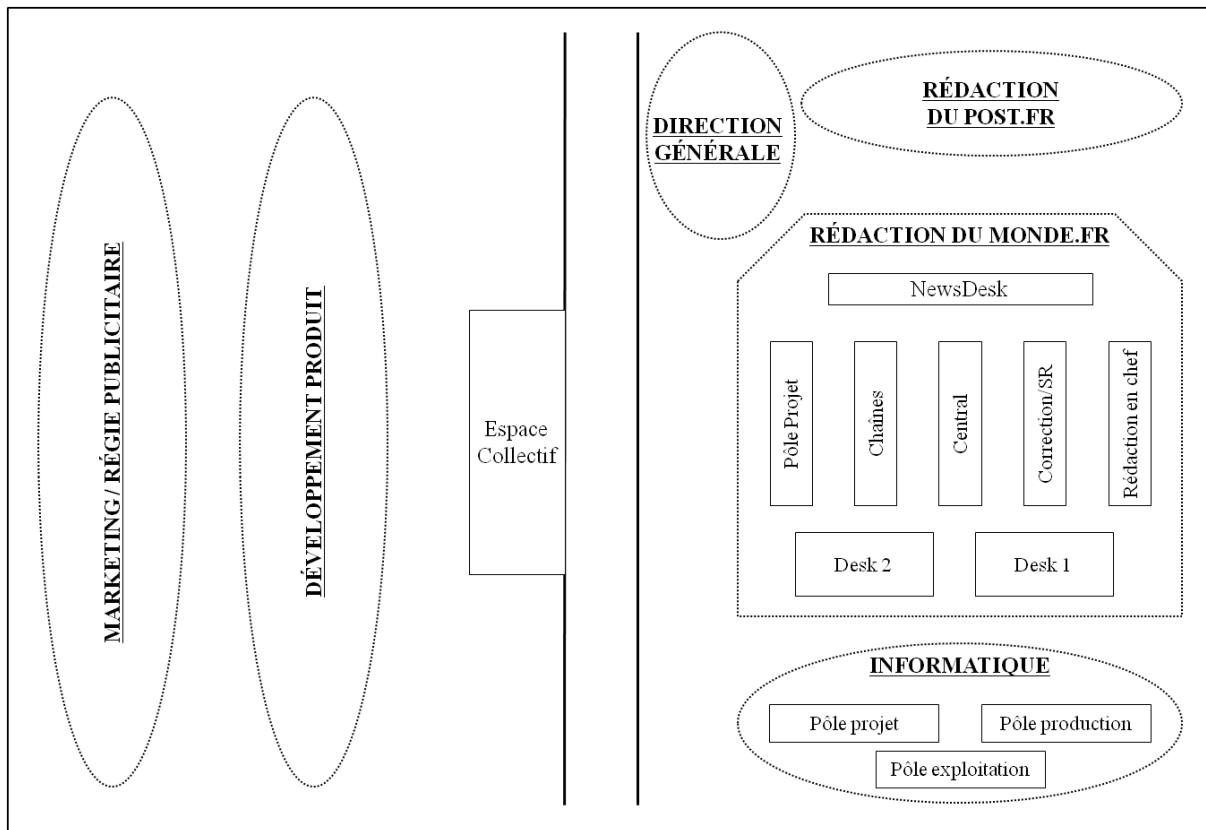 MARKETING/ RÉGIE PUBLICITAIRE
DÉVELOPPEMENT PRODUIT
Espace
Collectif
DIRECTION
GÉNÉRALE
RÉDACTION
DU POST.FR
RÉDACTION DU MONDE.FR
NewsDesk
Pôle Projet
Chaînes
Central
Correction/SR
Rédaction en chef
Desk 2
Desk 1
INFORMATIQUE
Pôle projet
Pôle production
Pôle exploitation